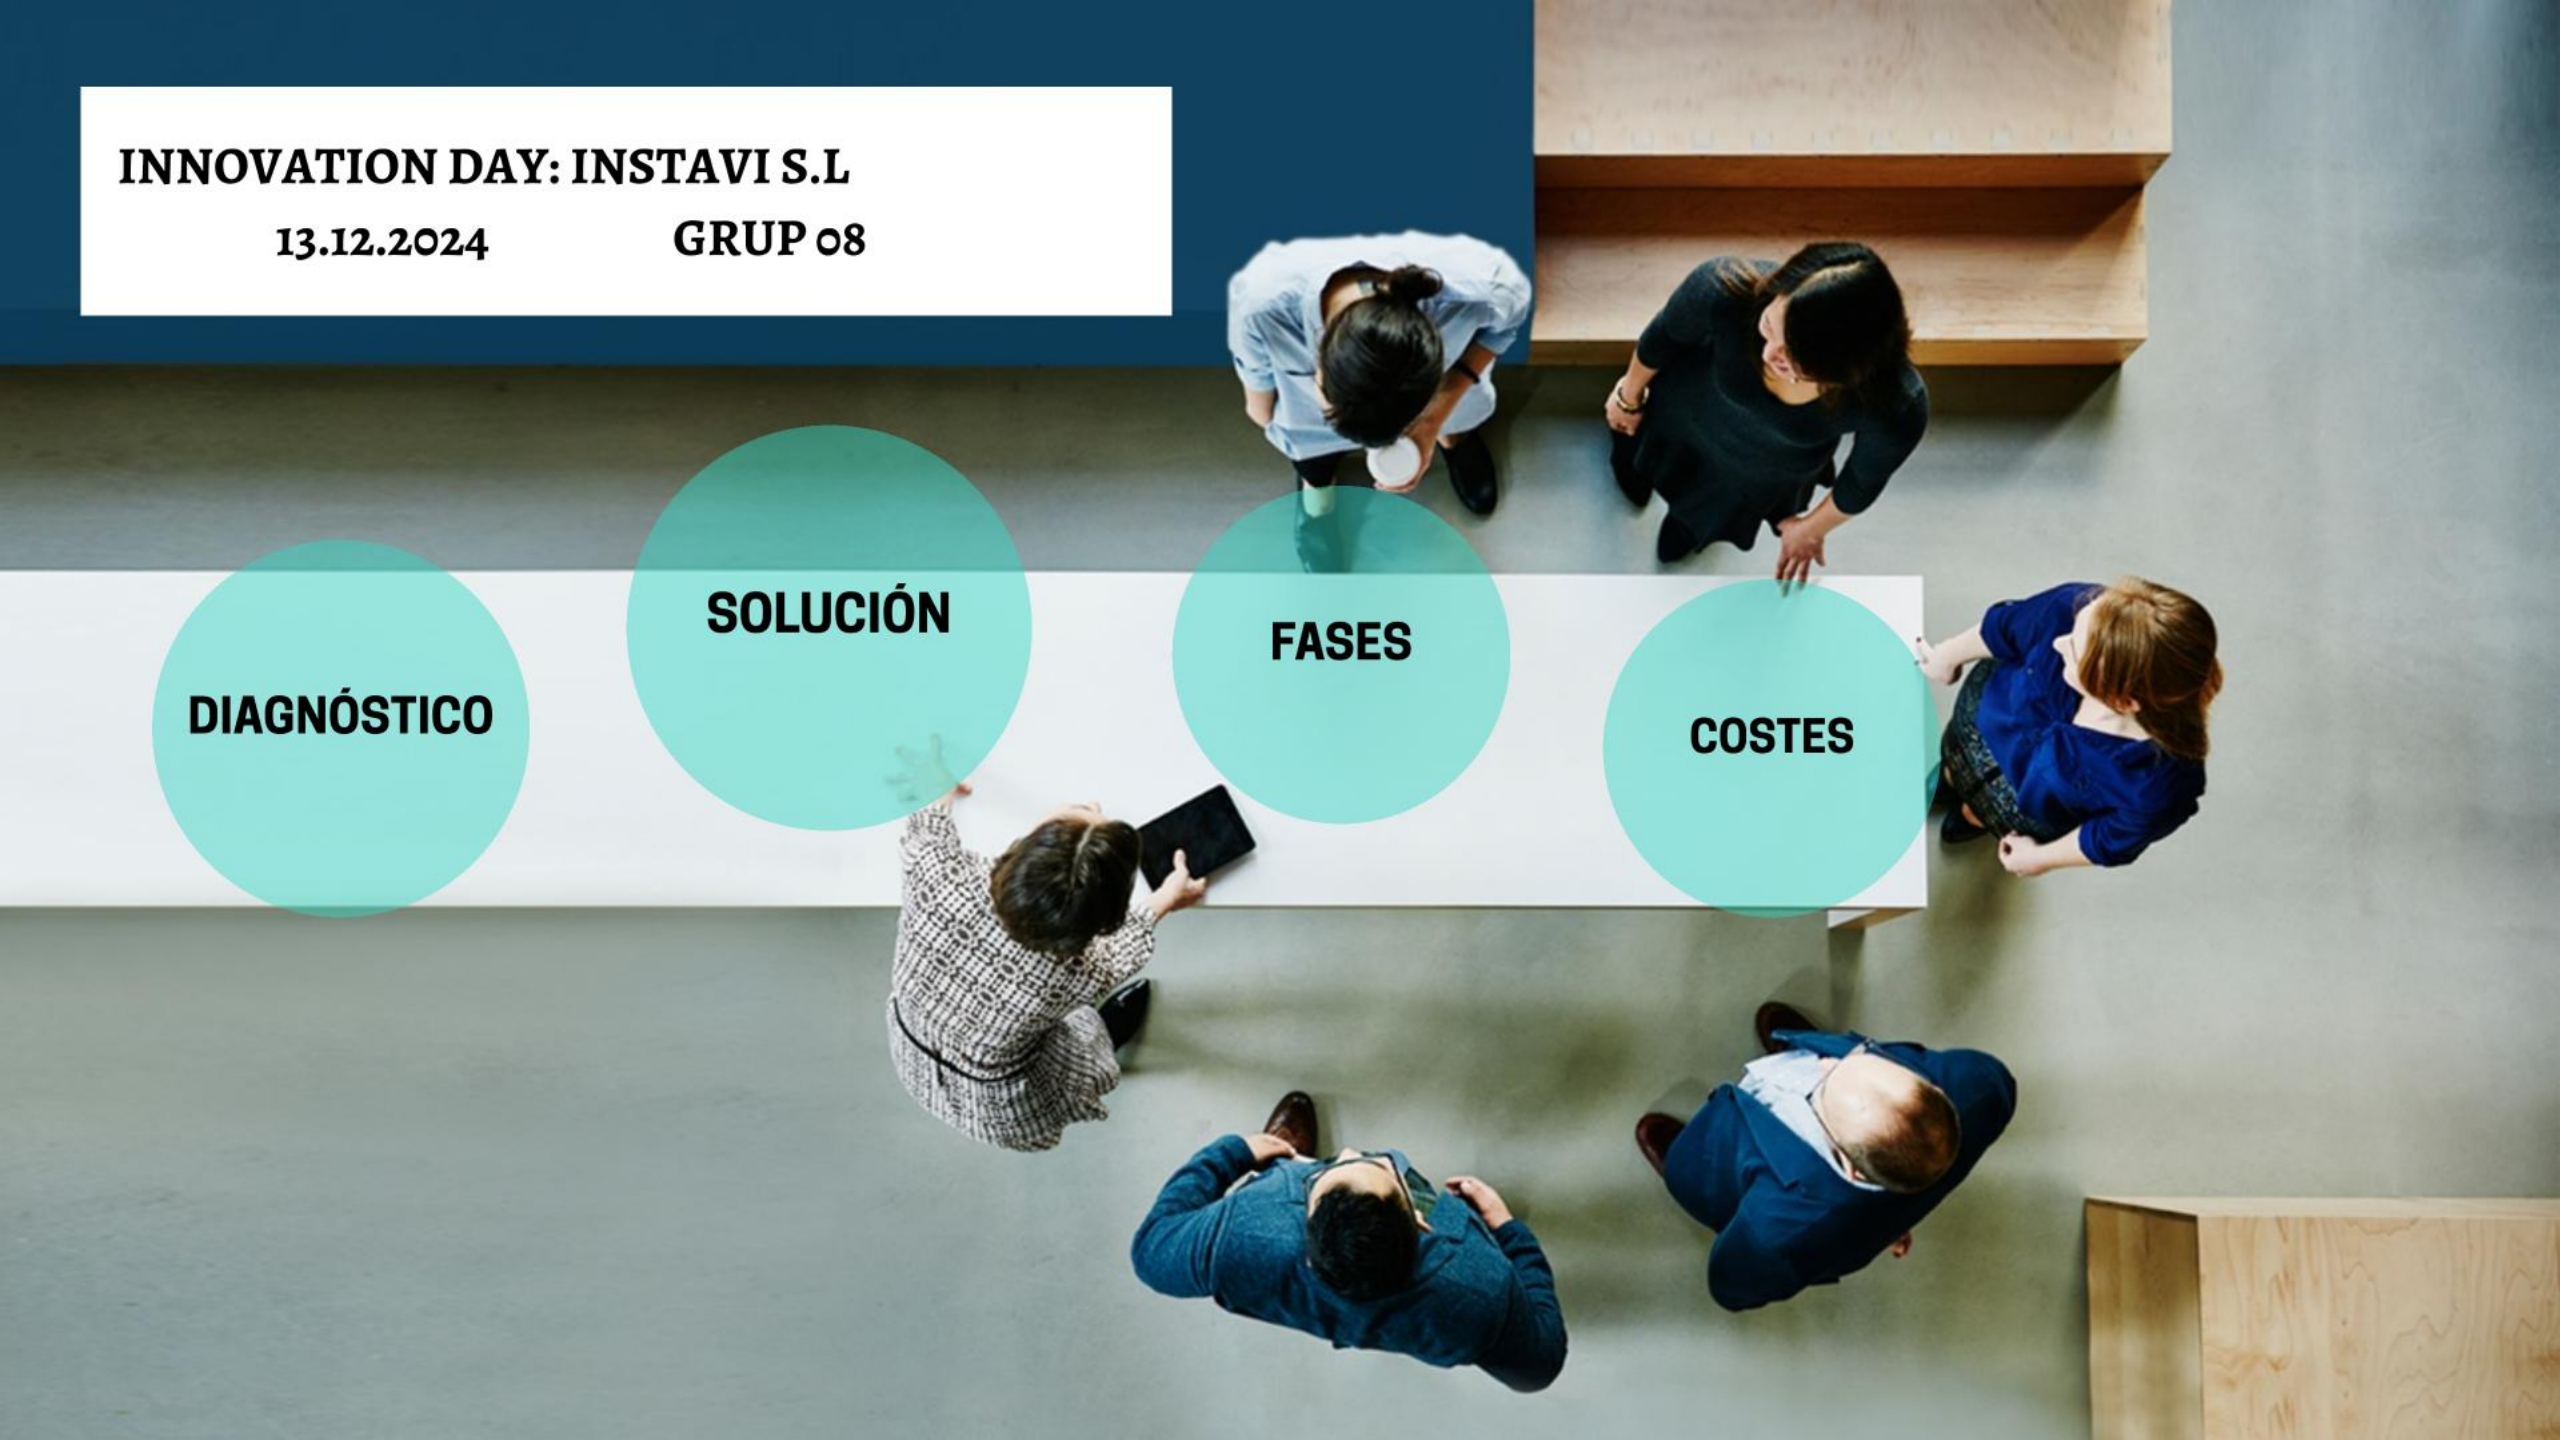 INNOVATION DAY: INSTAVI S.L
13.12.2024 GRUP 08
DIAGNÓSTICO
SOLUCIÓN
FASES
COSTES